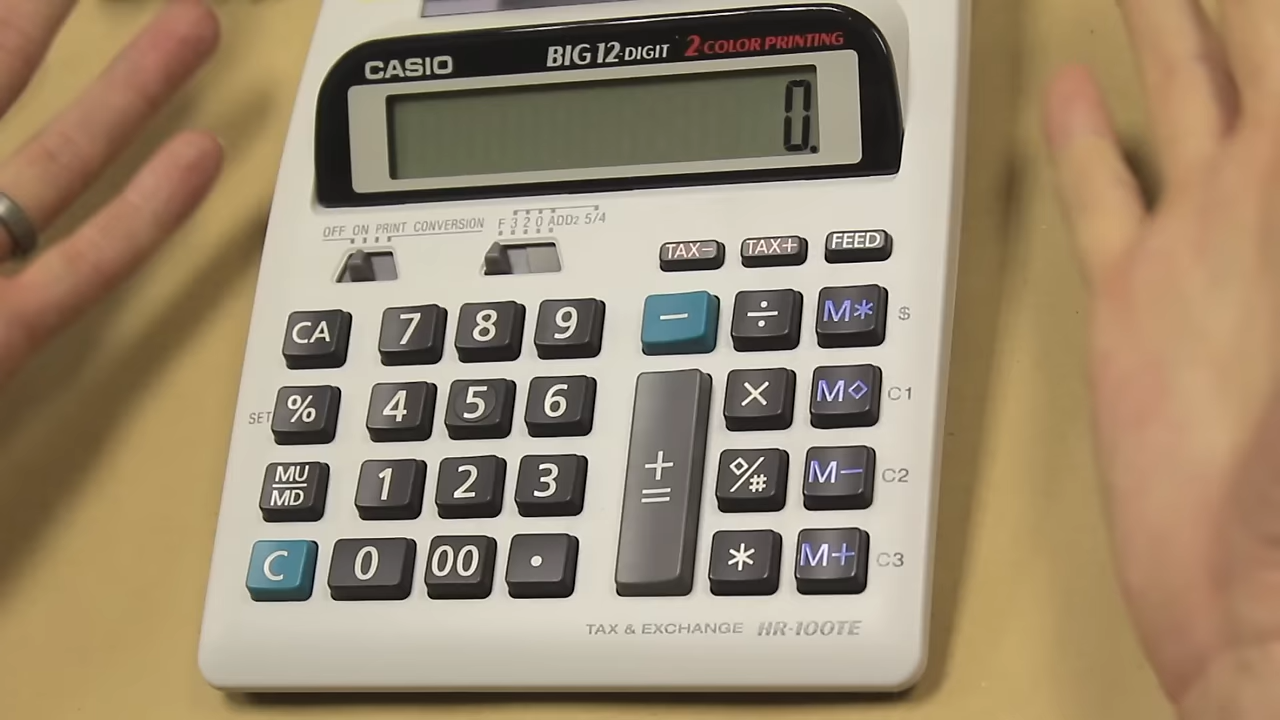 CASIO BIG 12-DIGIT 2-COLOR PRINTING
0.
OFF ON PRINT CONVERSION F 3 2 0 ADD2 5/4
TAX- TAX+ FEED
CA 7 8 9 - ÷ M* $
SET % 4 5 6 + = × M◇ C1
MU/MD 1 2 3 ◇/# M- C2
C 0 00 . * M+ C3
TAX & EXCHANGE HR-100TE